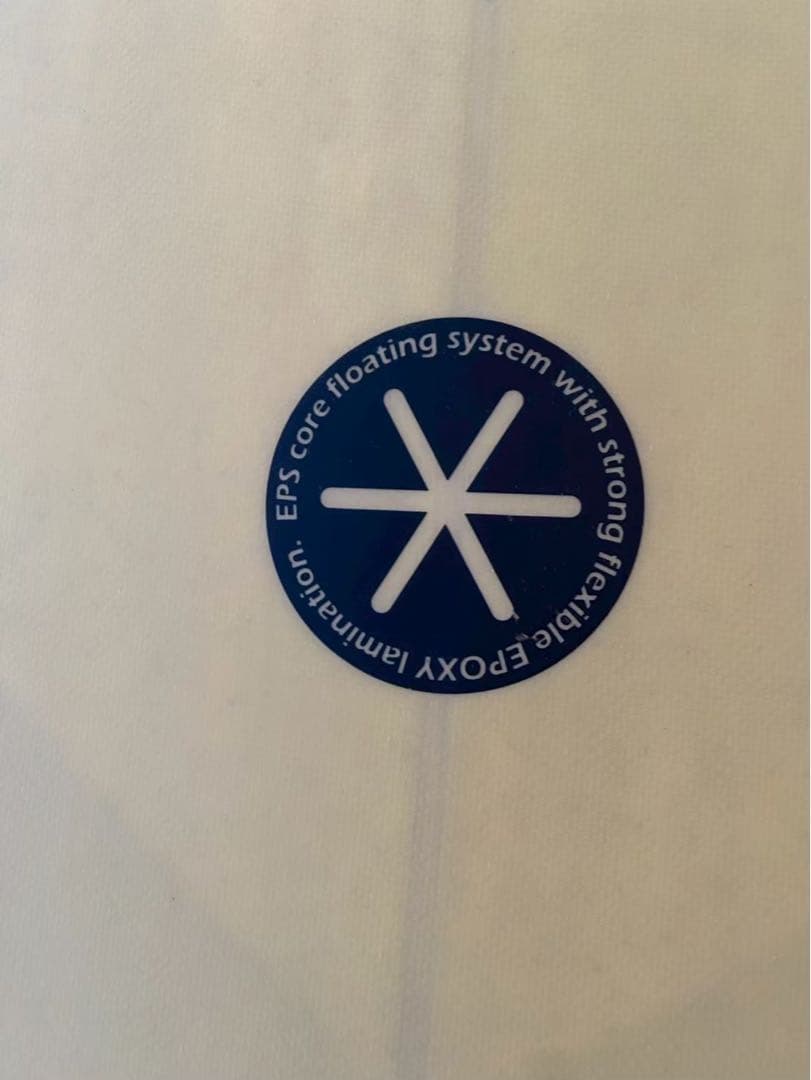 EPS core floating system with strong flexible EPOXY lamination.